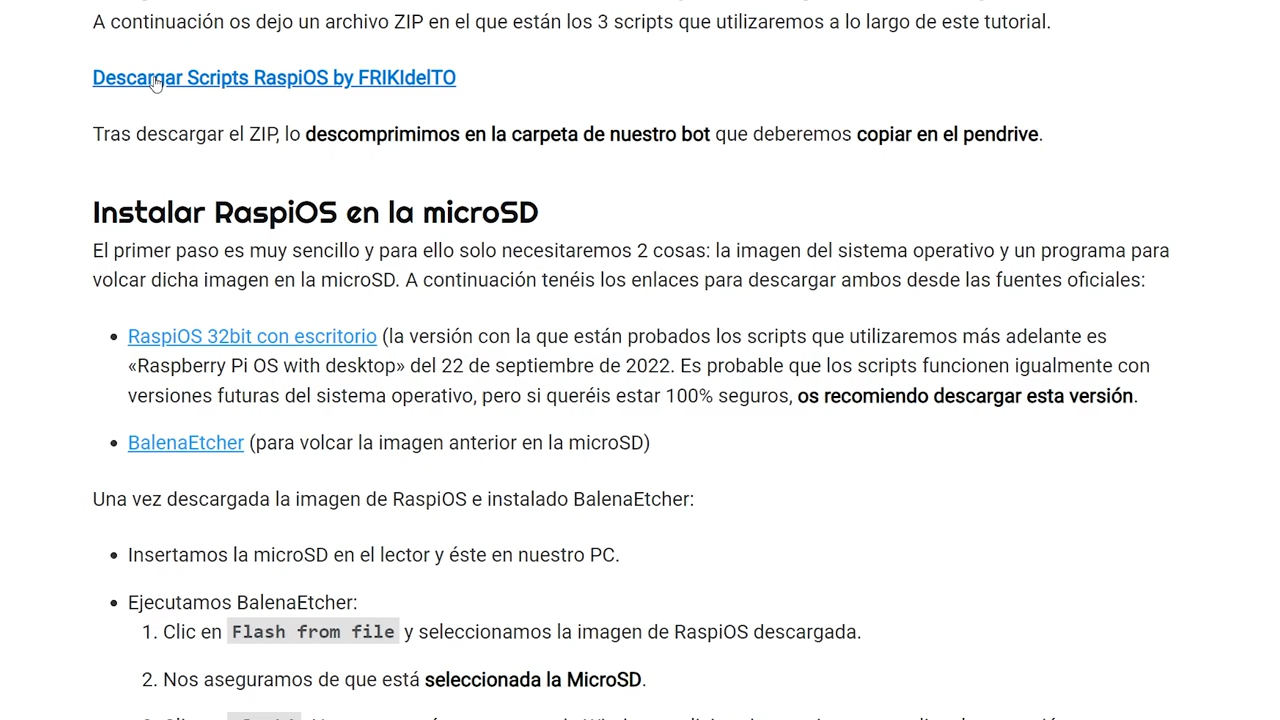 A continuación os dejo un archivo ZIP en el que están los 3 scripts que utilizaremos a lo largo de este tutorial.
Descargar Scripts RaspiOS by FRIKIdelTO
Tras descargar el ZIP, lo descomprimimos en la carpeta de nuestro bot que deberemos copiar en el pendrive.
Instalar RaspiOS en la microSD
El primer paso es muy sencillo y para ello solo necesitaremos 2 cosas: la imagen del sistema operativo y un programa para
volcar dicha imagen en la microSD. A continuación tenéis los enlaces para descargar ambos desde las fuentes oficiales:
• RaspiOS 32bit con escritorio (la versión con la que están probados los scripts que utilizaremos más adelante es
«Raspberry Pi OS with desktop» del 22 de septiembre de 2022. Es probable que los scripts funcionen igualmente con
versiones futuras del sistema operativo, pero si queréis estar 100% seguros, os recomiendo descargar esta versión.
• BalenaEtcher (para volcar la imagen anterior en la microSD)
Una vez descargada la imagen de RaspiOS e instalado BalenaEtcher:
• Insertamos la microSD en el lector y éste en nuestro PC.
• Ejecutamos BalenaEtcher:
1. Clic en Flash from file y seleccionamos la imagen de RaspiOS descargada.
2. Nos aseguramos de que está seleccionada la MicroSD.